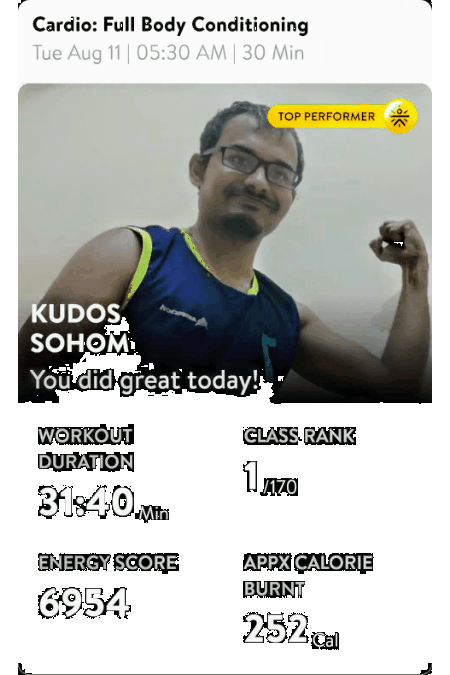 Cardio: Full Body Conditioning
Tue Aug 11 | 05:30 AM | 30 Min
TOP PERFORMER
KUDOS
SOHOM
You did great today!
WORKOUT
DURATION
31:40 Min
CLASS RANK
1/170
ENERGY SCORE
6954
APPX CALORIE
BURNT
252 Cal